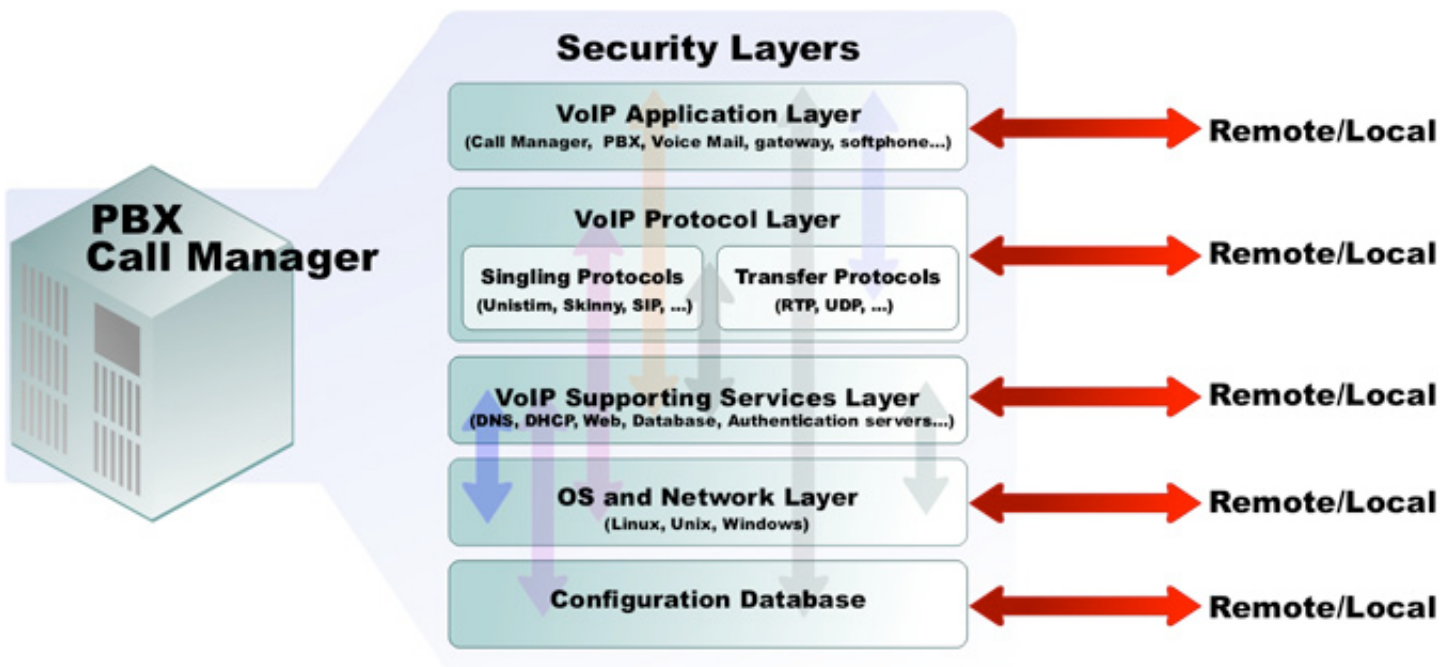 Security Layers
VoIP Application Layer
(Call Manager, PBX, Voice Mail, gateway, softphone...)
Remote/Local
PBX
Call Manager
VoIP Protocol Layer
Singling Protocols
(Unistim, Skinny, SIP, ...)
Transfer Protocols
(RTP, UDP, ...)
Remote/Local
VoIP Supporting Services Layer
(DNS, DHCP, Web, Database, Authentication servers...)
Remote/Local
OS and Network Layer
(Linux, Unix, Windows)
Remote/Local
Configuration Database
Remote/Local